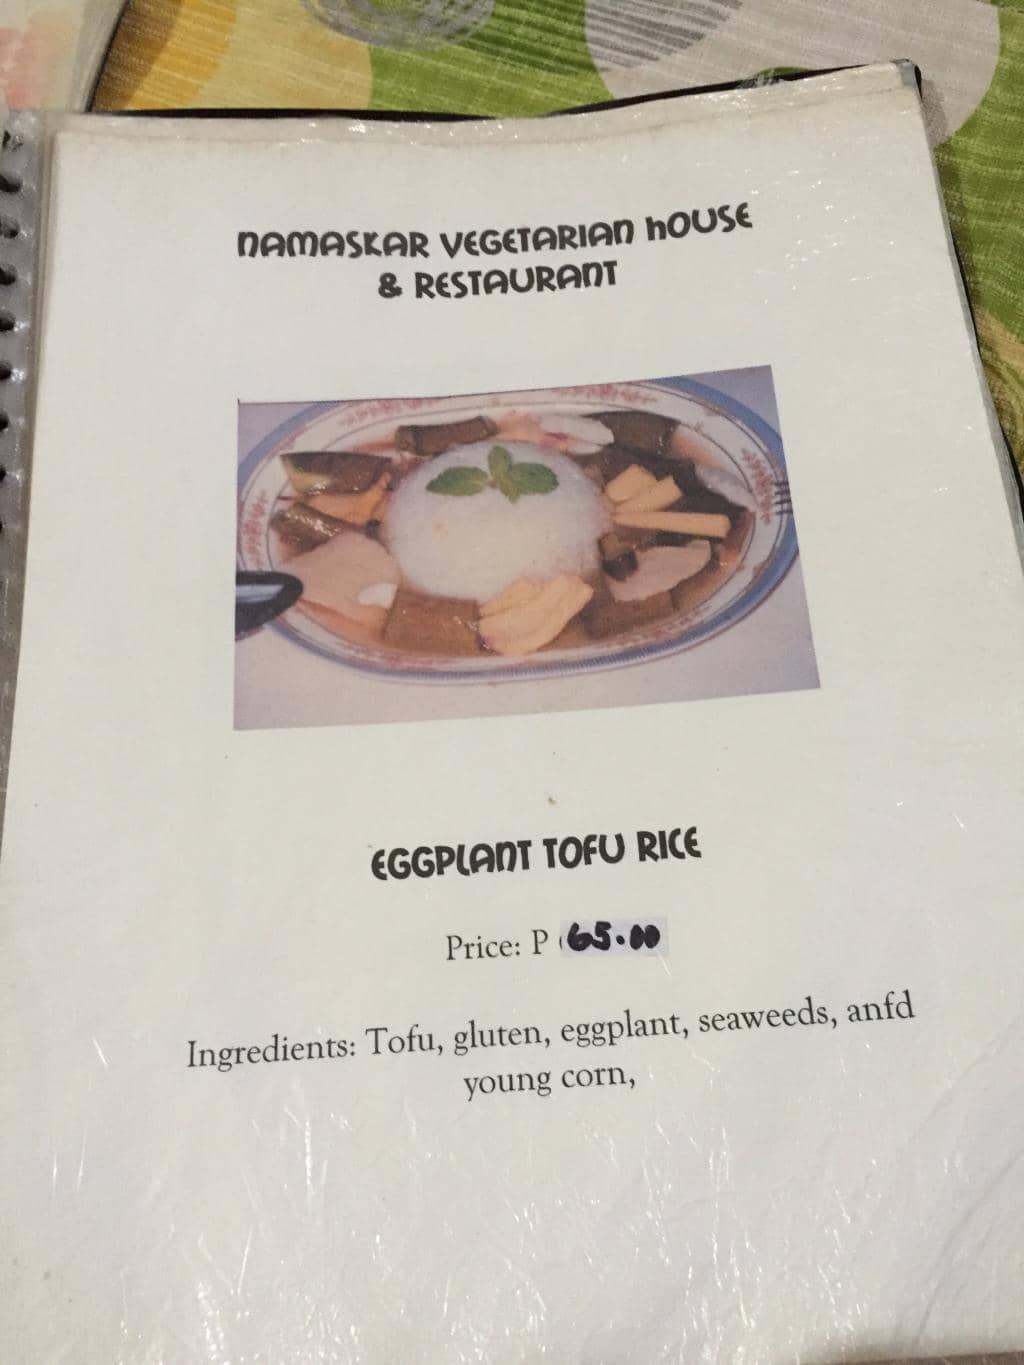 NAMASKAR VEGETARIAN HOUSE
& RESTAURANT
EGGPLANT TOFU RICE
Price: P 65.00
Ingredients: Tofu, gluten, eggplant, seaweeds, anfd
young corn,